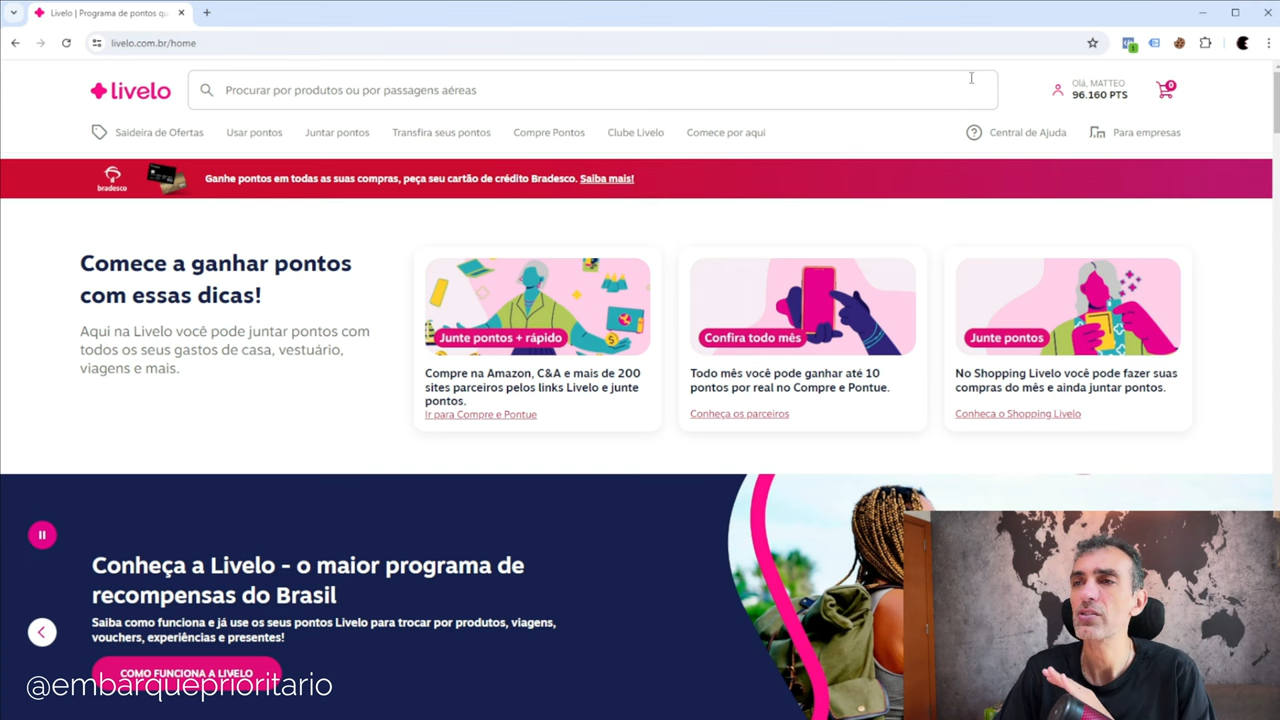 Livelo | Programa de pontos qu
livelo.com.br/home
livelo
Procurar por produtos ou por passagens aéreas
Olá, MATTEO
96.160 PTS
0
Saideira de Ofertas
Usar pontos
Juntar pontos
Transfira seus pontos
Compre Pontos
Clube Livelo
Comece por aqui
Central de Ajuda
Para empresas
bradesco
Ganhe pontos em todas as suas compras, peça seu cartão de crédito Bradesco. Saiba mais!
Comece a ganhar pontos
com essas dicas!
Aqui na Livelo você pode juntar pontos com
todos os seus gastos de casa, vestuário,
viagens e mais.
Junte pontos + rápido
Compre na Amazon, C&A e mais de 200
sites parceiros pelos links Livelo e junte
pontos.
Ir para Compre e Pontue
Confira todo mês
Todo mês você pode ganhar até 10
pontos por real no Compre e Pontue.
Conheça os parceiros
Junte pontos
No Shopping Livelo você pode fazer suas
compras do mês e ainda juntar pontos.
Conheca o Shopping Livelo
Conheça a Livelo - o maior programa de
recompensas do Brasil
Saiba como funciona e já use os seus pontos Livelo para trocar por produtos, viagens,
vouchers, experiências e presentes!
COMO FUNCIONA A LIVELO
@embarqueprioritario